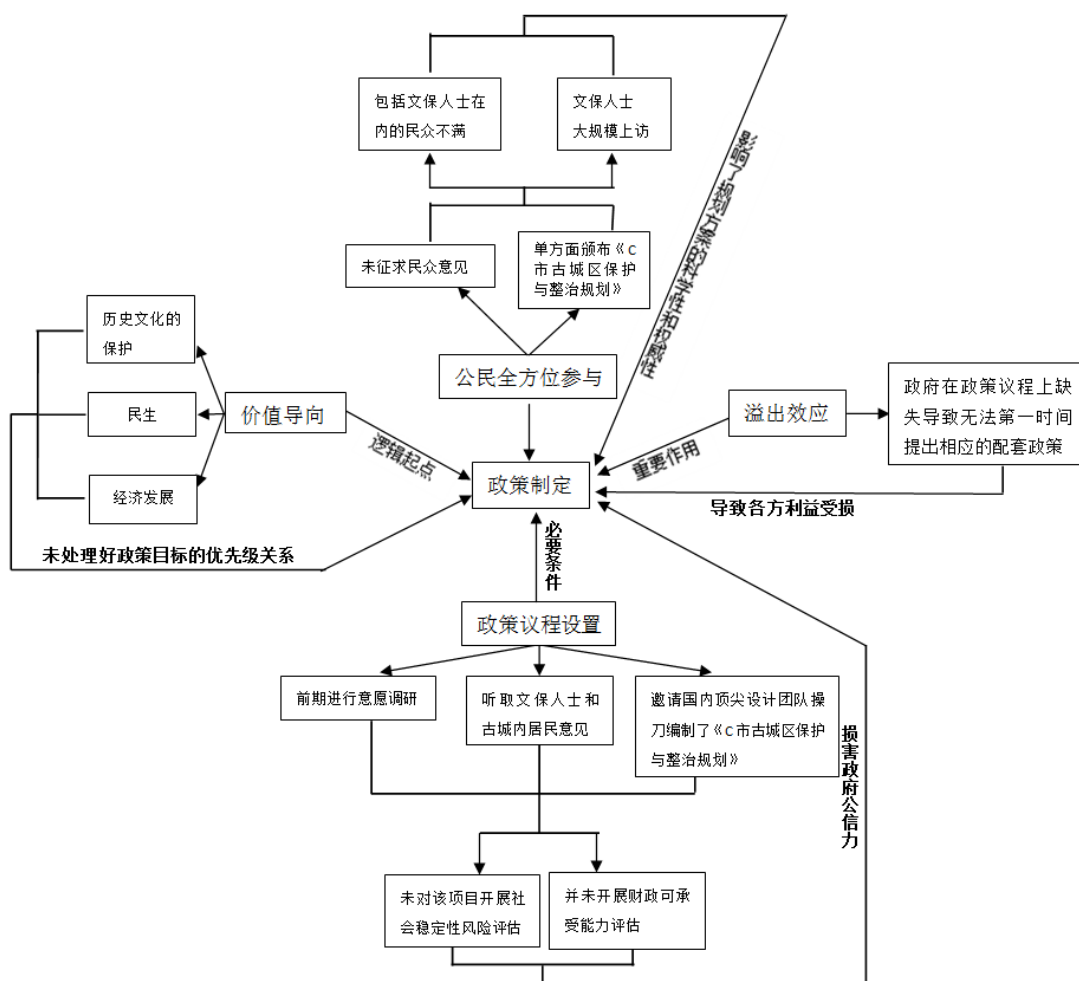 包括文保人士在
内的民众不满
文保人士
大规模上访
影响了规划方案的科学性和权威性
未征求民众意见
单方面颁布《C
市古城区保护
与整治规划》
历史文化的
保护
民生
经济发展
价值导向
公民全方位参与
溢出效应
政府在政策议程上缺
失导致无法第一时间
提出相应的配套政策
逻辑起点
重要作用
政策制定
导致各方利益受损
未处理好政策目标的优先级关系
必要条件
政策议程设置
前期进行意愿调研
听取文保人士和
古城内居民意见
邀请国内顶尖设计团队操
刀编制了《C市古城区保护
与整治规划》
损害政府公信力
未对该项目开展社
会稳定性风险评估
并未开展财政可承
受能力评估